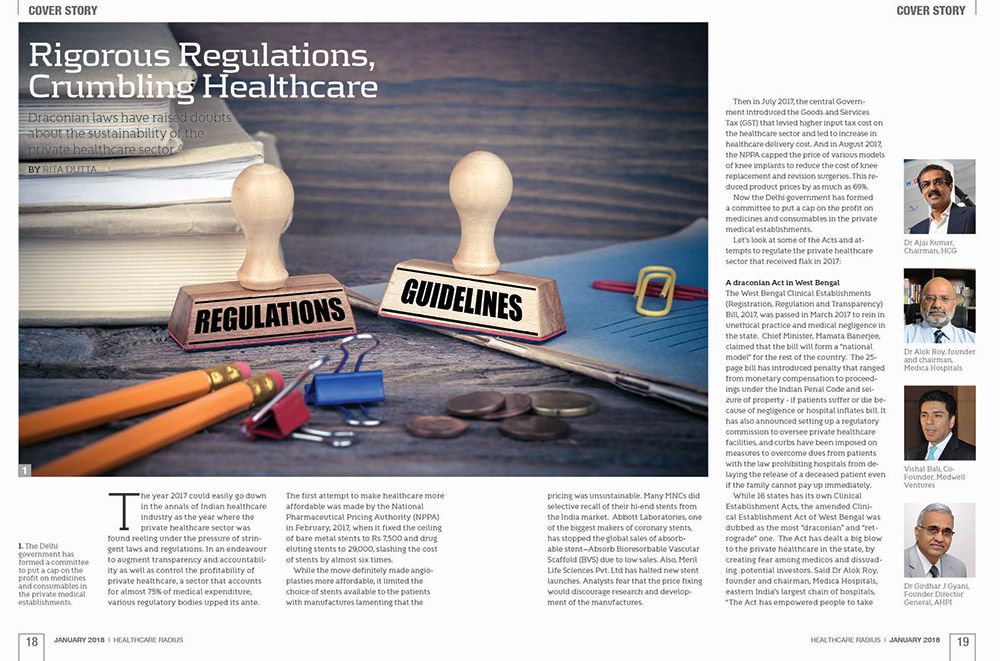 COVER STORY
COVER STORY
Rigorous Regulations,
Crumbling Healthcare
Draconian laws have raised doubts
about the sustainability of the
private healthcare sector
BY RITA DUTTA
REGULATIONS
GUIDELINES
1
1. The Delhi
government has
formed a committee
to put a cap on the
profit on medicines
and consumables in
the private medical
establishments.
The year 2017 could easily go down
in the annals of Indian healthcare
industry as the year where the
private healthcare sector was
found reeling under the pressure of strin-
gent laws and regulations. In an endeavour
to augment transparency and accountabil-
ity as well as control the profitability of
private healthcare, a sector that accounts
for almost 75% of medical expenditure,
various regulatory bodies upped its ante.
The first attempt to make healthcare more
affordable was made by the National
Pharmaceutical Pricing Authority (NPPA)
in February, 2017, when it fixed the ceiling
of bare metal stents to Rs 7,500 and drug
eluting stents to 29,000, slashing the cost
of stents by almost six times.
While the move definitely made angio-
plasties more affordable, it limited the
choice of stents available to the patients
with manufactures lamenting that the
pricing was unsustainable. Many MNCs did
selective recall of their hi-end stents from
the India market. Abbott Laboratories, one
of the biggest makers of coronary stents,
has stopped the global sales of absorb-
able stent—Absorb Bioresorbable Vascular
Scaffold (BVS) due to low sales. Also, Meril
Life Sciences Pvt. Ltd has halted new stent
launches. Analysts fear that the price fixing
would discourage research and develop-
ment of the manufactures.
Then in July 2017, the central Govern-
ment introduced the Goods and Services
Tax (GST) that levied higher input tax cost on
the healthcare sector and led to increase in
healthcare delivery cost. And in August 2017,
the NPPA capped the price of various models
of knee implants to reduce the cost of knee
replacement and revision surgeries. This re-
duced product prices by as much as 69%.
Now the Delhi government has formed
a committee to put a cap on the profit on
medicines and consumables in the private
medical establishments.
Let's look at some of the Acts and at-
tempts to regulate the private healthcare
sector that received flak in 2017:
A draconian Act in West Bengal
The West Bengal Clinical Establishments
(Registration, Regulation and Transparency)
Bill, 2017, was passed in March 2017 to rein in
unethical practice and medical negligence in
the state. Chief Minister, Mamata Banerjee,
claimed that the bill will form a "national
model" for the rest of the country. The 25-
page bill has introduced penalty that ranged
from monetary compensation to proceed-
ings under the Indian Penal Code and sei-
zure of property - if patients suffer or die be-
cause of negligence or hospital inflates bill. It
has also announced setting up a regulatory
commission to oversee private healthcare
facilities, and curbs have been imposed on
measures to overcome dues from patients
with the law prohibiting hospitals from de-
laying the release of a deceased patient even
if the family cannot pay up immediately.
While 16 states has its own Clinical
Establishment Acts, the amended Clini-
cal Establishment Act of West Bengal was
dubbed as the most "draconian" and "ret-
rograde" one. The Act has dealt a big blow
to the private healthcare in the state, by
creating fear among medicos and dissuad-
ing potential investors. Said Dr Alok Roy,
founder and chairman, Medica Hospitals,
eastern India's largest chain of hospitals,
"The Act has empowered people to take
Dr Ajai Kumar,
Chairman, HCG
Dr Alok Roy, founder
and chairman,
Medica Hospitals
Vishal Bali, Co-
Founder, Medwell
Ventures
Dr Girdhar J Gyani,
Founder Director
General, AHPI
18 JANUARY 2018 | HEALTHCARE RADIUS
HEALTHCARE RADIUS | JANUARY 2018 19